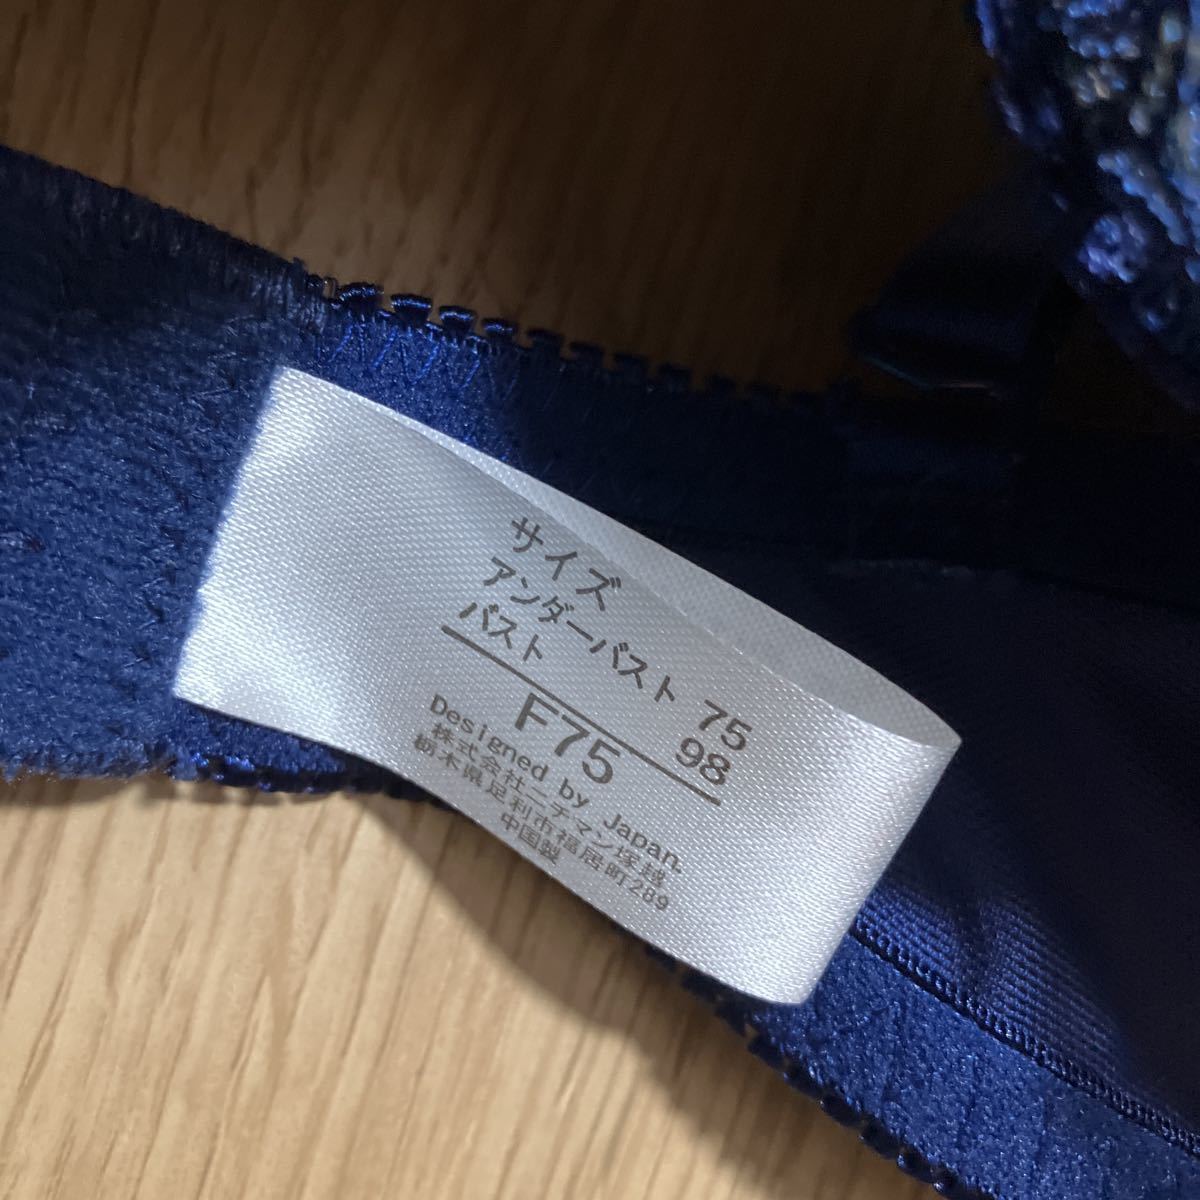 サイズ
アンダーバスト 75
バスト 98
F75
Designed by Japan.
株式会社ニチマン塚越
栃木県足利市福居町289
中国製